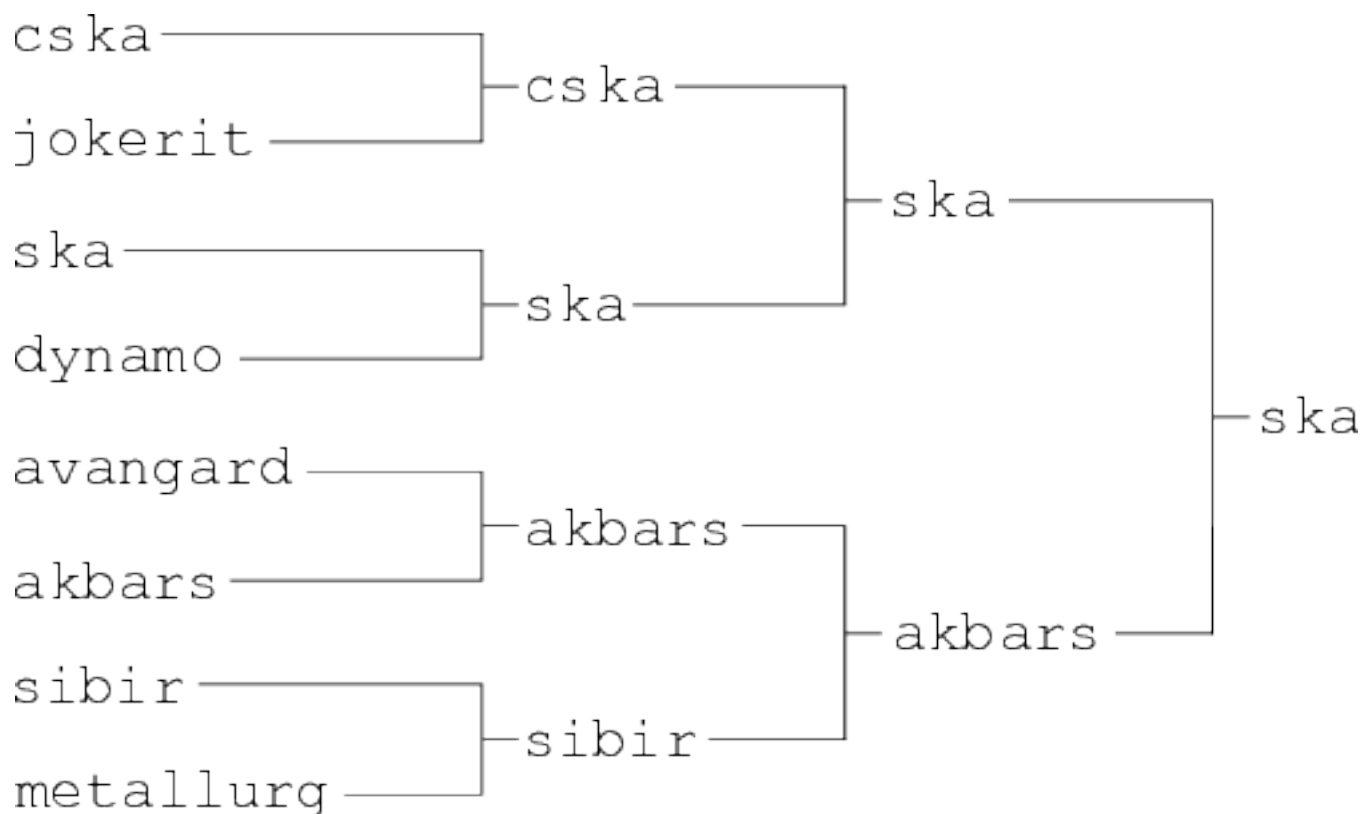 cska
jokerit
ska
dynamo
avangard
akbars
sibir
metallurg
cska
ska
akbars
sibir
ska
akbars
ska